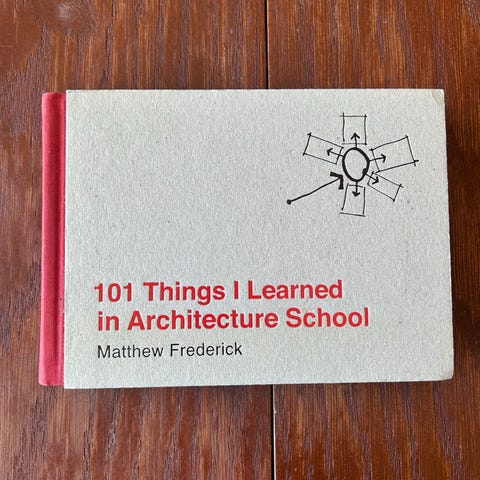 101 Things I Learned
in Architecture School
Matthew Frederick